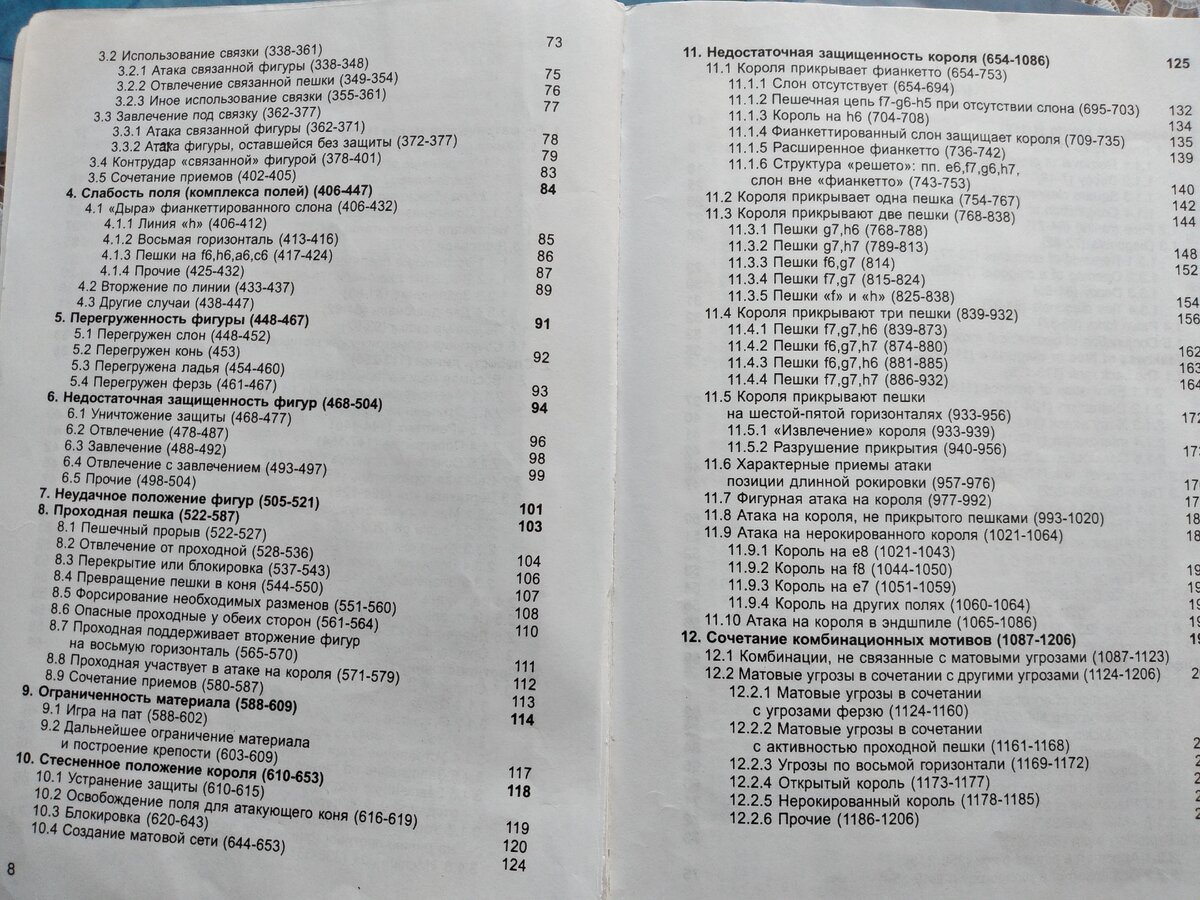 3.2 Использование связки (338-361) 73
3.2.1 Атака связанной фигуры (338-348)
3.2.2 Отвлечение связанной пешки (349-354) 75
3.2.3 Иное использование связки (355-361) 76
3.3 Завлечение под связку (362-377) 77
3.3.1 Атака связанной фигуры (362-371)
3.3.2 Атака фигуры, оставшейся без защиты (372-377) 78
3.4 Контрудар «связанной» фигурой (378-401) 79
3.5 Сочетание приемов (402-405) 83
4. Слабость поля (комплекса полей) (406-447) 84
4.1 «Дыра» фианкеттированного слона (406-432)
4.1.1 Линия «h» (406-412)
4.1.2 Восьмая горизонталь (413-416) 85
4.1.3 Пешки на f6,h6,a6,c6 (417-424) 86
4.1.4 Прочие (425-432) 87
4.2 Вторжение по линии (433-437) 89
4.3 Другие случаи (438-447)
5. Перегруженность фигуры (448-467) 91
5.1 Перегружен слон (448-452)
5.2 Перегружен конь (453) 92
5.3 Перегружена ладья (454-460)
5.4 Перегружен ферзь (461-467) 93
6. Недостаточная защищенность фигур (468-504) 94
6.1 Уничтожение защиты (468-477)
6.2 Отвлечение (478-487) 96
6.3 Завлечение (488-492) 98
6.4 Отвлечение с завлечением (493-497) 99
6.5 Прочие (498-504)
7. Неудачное положение фигур (505-521) 101
8. Проходная пешка (522-587) 103
8.1 Пешечный прорыв (522-527)
8.2 Отвлечение от проходной (528-536) 104
8.3 Перекрытие или блокировка (537-543) 106
8.4 Превращение пешки в коня (544-550) 107
8.5 Форсирование необходимых разменов (551-560) 108
8.6 Опасные проходные у обеих сторон (561-564) 110
8.7 Проходная поддерживает вторжение фигур
на восьмую горизонталь (565-570) 111
8.8 Проходная участвует в атаке на короля (571-579) 112
8.9 Сочетание приемов (580-587) 113
9. Ограниченность материала (588-609) 114
9.1 Игра на пат (588-602)
9.2 Дальнейшее ограничение материала
и построение крепости (603-609) 117
10. Стесненное положение короля (610-653) 118
10.1 Устранение защиты (610-615)
10.2 Освобождение поля для атакующего коня (616-619) 119
10.3 Блокировка (620-643) 120
10.4 Создание матовой сети (644-653) 124
8
11. Недостаточная защищенность короля (654-1086) 125
11.1 Короля прикрывает фианкетто (654-753)
11.1.1 Слон отсутствует (654-694)
11.1.2 Пешечная цепь f7-g6-h5 при отсутствии слона (695-703) 132
11.1.3 Король на h6 (704-708) 134
11.1.4 Фианкеттированный слон защищает короля (709-735) 135
11.1.5 Расширенное фианкетто (736-742) 139
11.1.6 Структура «решето»: пп. e6,f7,g6,h7,
слон вне «фианкетто» (743-753) 140
11.2 Короля прикрывает одна пешка (754-767) 142
11.3 Короля прикрывают две пешки (768-838) 144
11.3.1 Пешки g7,h6 (768-788)
11.3.2 Пешки g7,h7 (789-813) 148
11.3.3 Пешки f6,g7 (814) 152
11.3.4 Пешки f7,g7 (815-824)
11.3.5 Пешки «f» и «h» (825-838) 154
11.4 Короля прикрывают три пешки (839-932) 156
11.4.1 Пешки f7,g7,h6 (839-873)
11.4.2 Пешки f6,g7,h7 (874-880) 162
11.4.3 Пешки f6,g7,h6 (881-885) 163
11.4.4 Пешки f7,g7,h7 (886-932) 164
11.5 Короля прикрывают пешки
на шестой-пятой горизонталях (933-956) 172
11.5.1 «Извлечение» короля (933-939)
11.5.2 Разрушение прикрытия (940-956)
11.6 Характерные приемы атаки
позиции длинной рокировки (957-976)
11.7 Фигурная атака на короля (977-992)
11.8 Атака на короля, не прикрытого пешками (993-1020)
11.9 Атака на нерокированного короля (1021-1064)
11.9.1 Король на e8 (1021-1043)
11.9.2 Король на f8 (1044-1050)
11.9.3 Король на e7 (1051-1059)
11.9.4 Король на других полях (1060-1064)
11.10 Атака на короля в эндшпиле (1065-1086)
12. Сочетание комбинационных мотивов (1087-1206)
12.1 Комбинации, не связанные с матовыми угрозами (1087-1123)
12.2 Матовые угрозы в сочетании с другими угрозами (1124-1206)
12.2.1 Матовые угрозы в сочетании
с угрозами ферзю (1124-1160)
12.2.2 Матовые угрозы в сочетании
с активностью проходной пешки (1161-1168)
12.2.3 Угрозы по восьмой горизонтали (1169-1172)
12.2.4 Открытый король (1173-1177)
12.2.5 Нерокированный король (1178-1185)
12.2.6 Прочие (1186-1206)